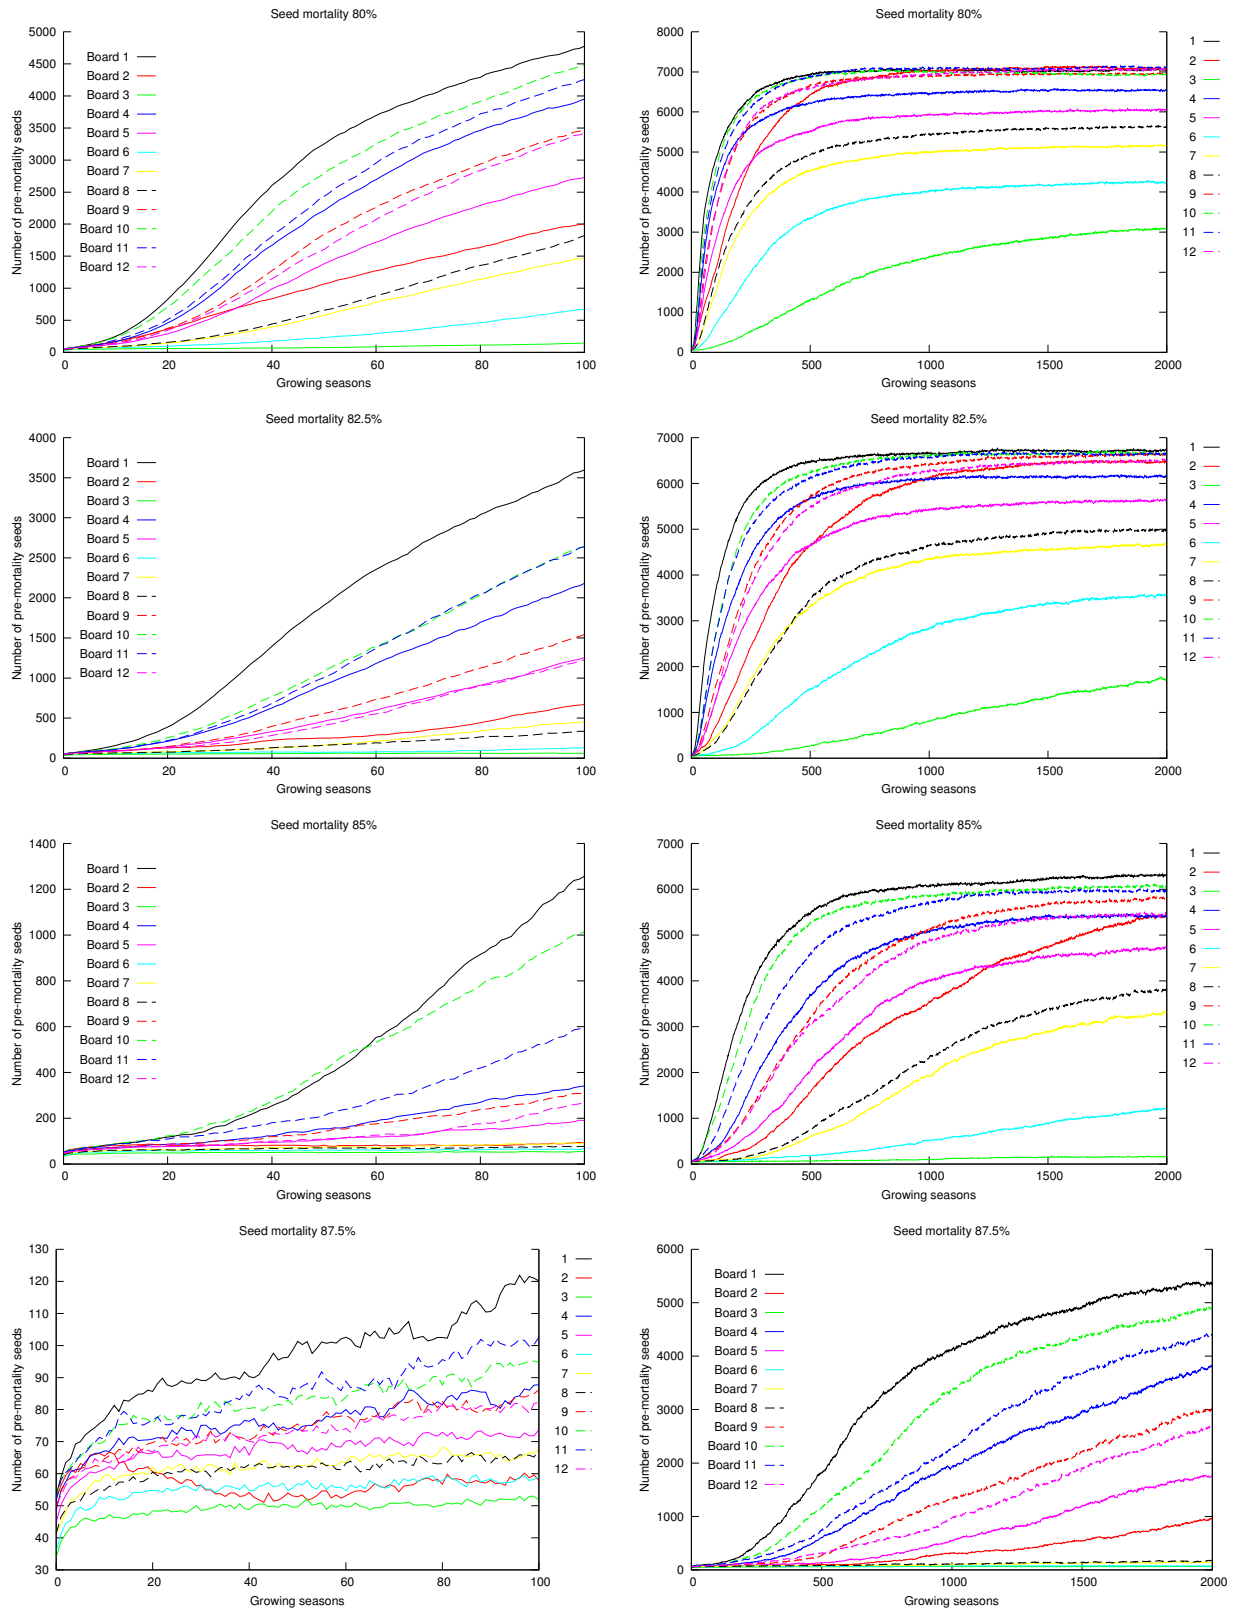 Seed mortality 80%
Number of pre-mortality seeds
5000
4500
4000
3500
3000
2500
2000
1500
1000
500
0
Board 1
Board 2
Board 3
Board 4
Board 5
Board 6
Board 7
Board 8
Board 9
Board 10
Board 11
Board 12
0 20 40 60 80 100
Growing seasons
Seed mortality 80%
Number of pre-mortality seeds
8000
7000
6000
5000
4000
3000
2000
1000
0
1
2
3
4
5
6
7
8
9
10
11
12
0 500 1000 1500 2000
Growing seasons
Seed mortality 82.5%
Number of pre-mortality seeds
4000
3500
3000
2500
2000
1500
1000
500
0
Board 1
Board 2
Board 3
Board 4
Board 5
Board 6
Board 7
Board 8
Board 9
Board 10
Board 11
Board 12
0 20 40 60 80 100
Growing seasons
Seed mortality 82.5%
Number of pre-mortality seeds
7000
6000
5000
4000
3000
2000
1000
0
1
2
3
4
5
6
7
8
9
10
11
12
0 500 1000 1500 2000
Growing seasons
Seed mortality 85%
Number of pre-mortality seeds
1400
1200
1000
800
600
400
200
0
Board 1
Board 2
Board 3
Board 4
Board 5
Board 6
Board 7
Board 8
Board 9
Board 10
Board 11
Board 12
0 20 40 60 80 100
Growing seasons
Seed mortality 85%
Number of pre-mortality seeds
7000
6000
5000
4000
3000
2000
1000
0
1
2
3
4
5
6
7
8
9
10
11
12
0 500 1000 1500 2000
Growing seasons
Seed mortality 87.5%
Number of pre-mortality seeds
130
120
110
100
90
80
70
60
50
40
30
1
2
3
4
5
6
7
8
9
10
11
12
0 20 40 60 80 100
Growing seasons
Seed mortality 87.5%
Number of pre-mortality seeds
6000
5000
4000
3000
2000
1000
0
Board 1
Board 2
Board 3
Board 4
Board 5
Board 6
Board 7
Board 8
Board 9
Board 10
Board 11
Board 12
0 500 1000 1500 2000
Growing seasons